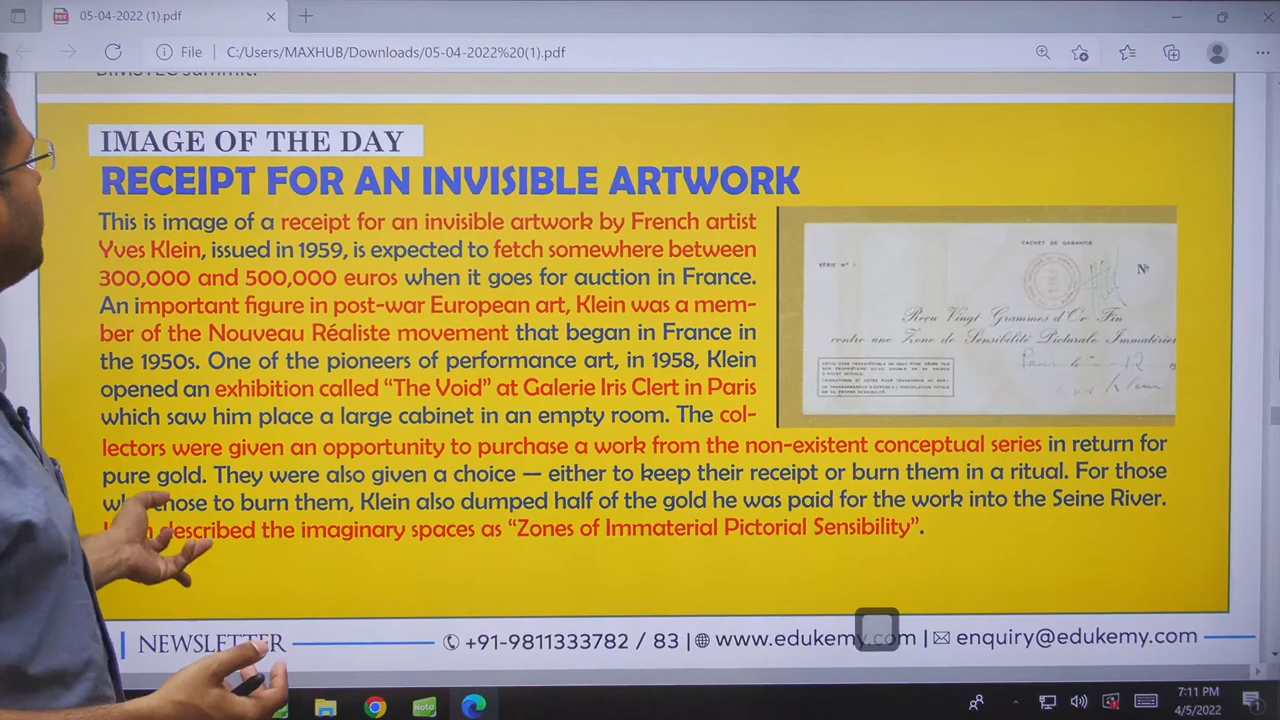 05-04-2022 (1).pdf
File
C:/Users/MAXHUB/Downloads/05-04-2022%20(1).pdf
BIMSTEC Summit.
IMAGE OF THE DAY
RECEIPT FOR AN INVISIBLE ARTWORK
This is image of a receipt for an invisible artwork by French artist
Yves Klein, issued in 1959, is expected to fetch somewhere between
300,000 and 500,000 euros when it goes for auction in France.
An important figure in post-war European art, Klein was a mem-
ber of the Nouveau Réaliste movement that began in France in
the 1950s. One of the pioneers of performance art, in 1958, Klein
opened an exhibition called “The Void” at Galerie Iris Clert in Paris
which saw him place a large cabinet in an empty room. The col-
lectors were given an opportunity to purchase a work from the non-existent conceptual series in return for
pure gold. They were also given a choice — either to keep their receipt or burn them in a ritual. For those
chose to burn them, Klein also dumped half of the gold he was paid for the work into the Seine River.
described the imaginary spaces as “Zones of Immaterial Pictorial Sensibility”.
CACHET DE GARANTIE
SÉRIE N° 1
N°
Reçu Vingt Grammes d'Or Fin
contre une Zone de Sensibilité Picturale Immatérielle
NEWSLETTER
+91-9811333782 / 83 | www.edukemy.com | enquiry@edukemy.com
Note
7:11 PM
4/5/2022
1